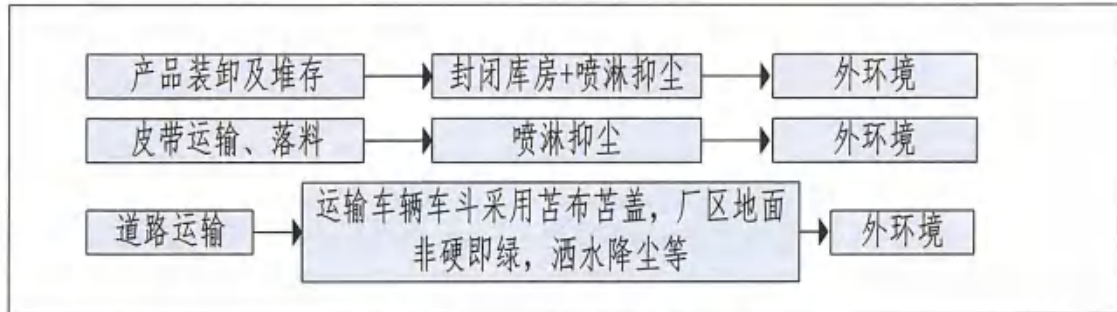 产品装卸及堆存
封闭库房+喷淋抑尘
外环境
皮带运输、落料
喷淋抑尘
外环境
道路运输
运输车辆车斗采用苫布苫盖，厂区地面
非硬即绿，洒水降尘等
外环境